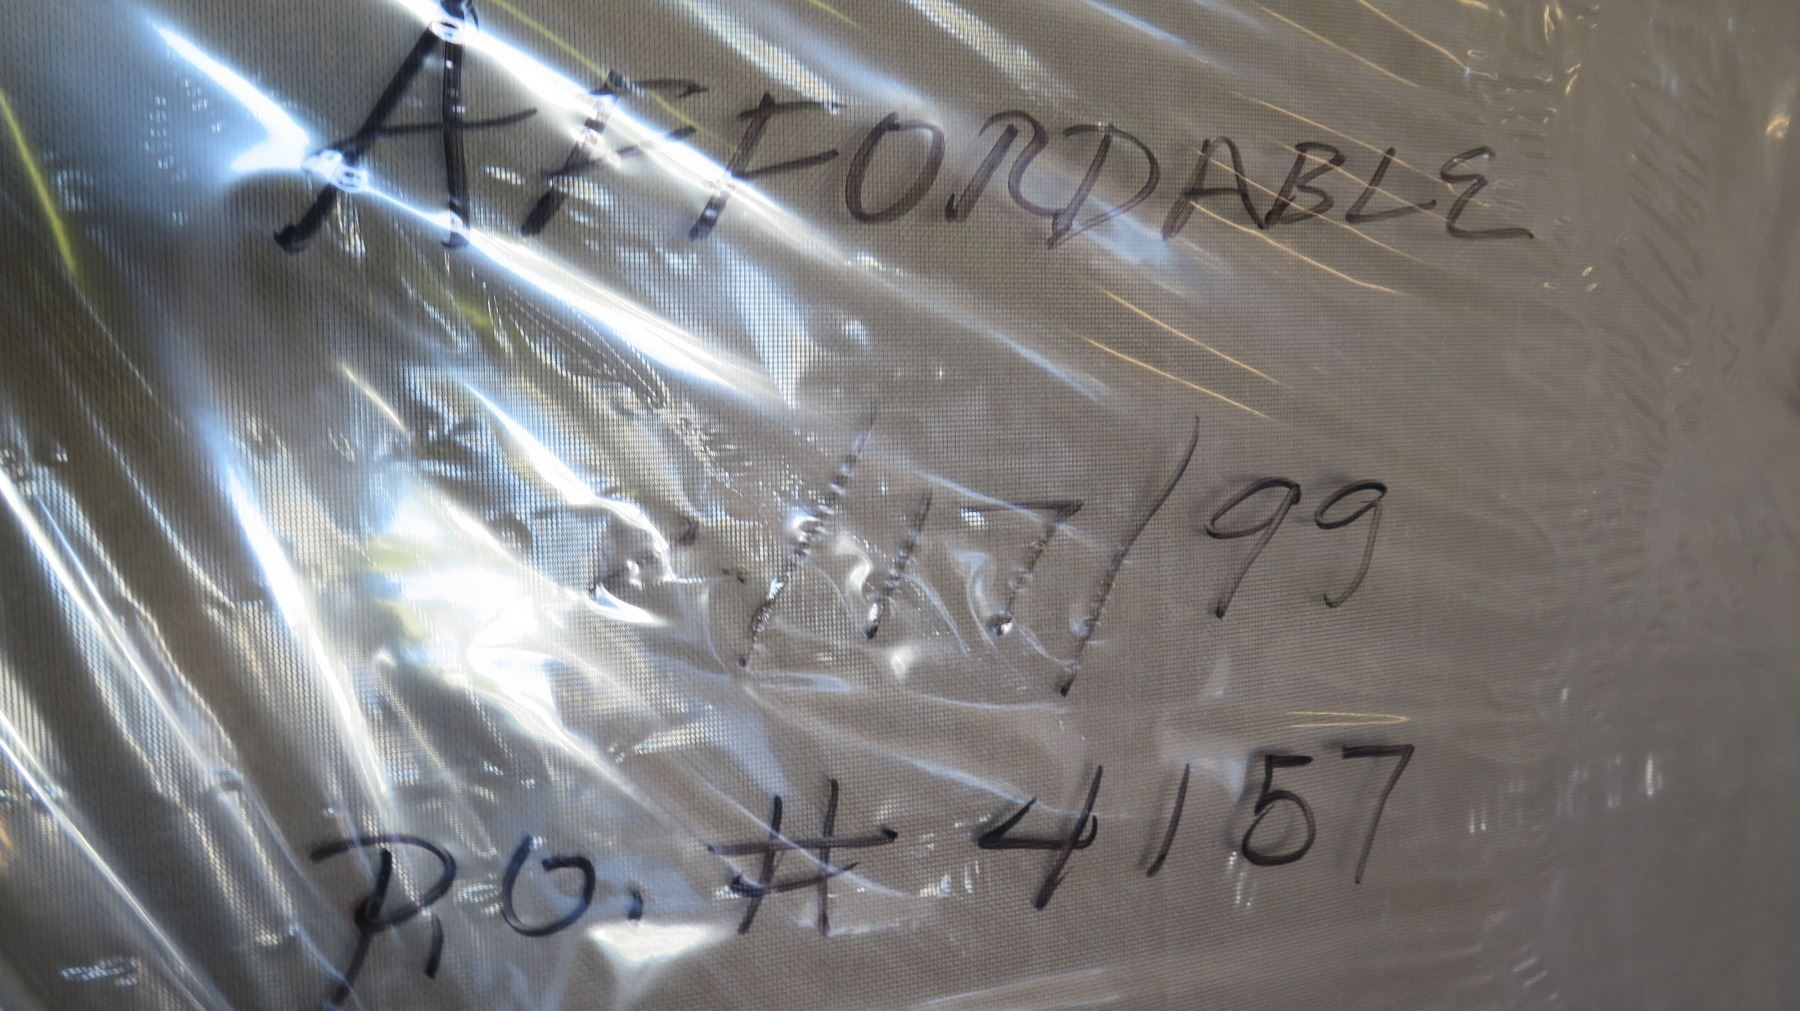 AFFORDABLE
/17/99
P.O. # 4157